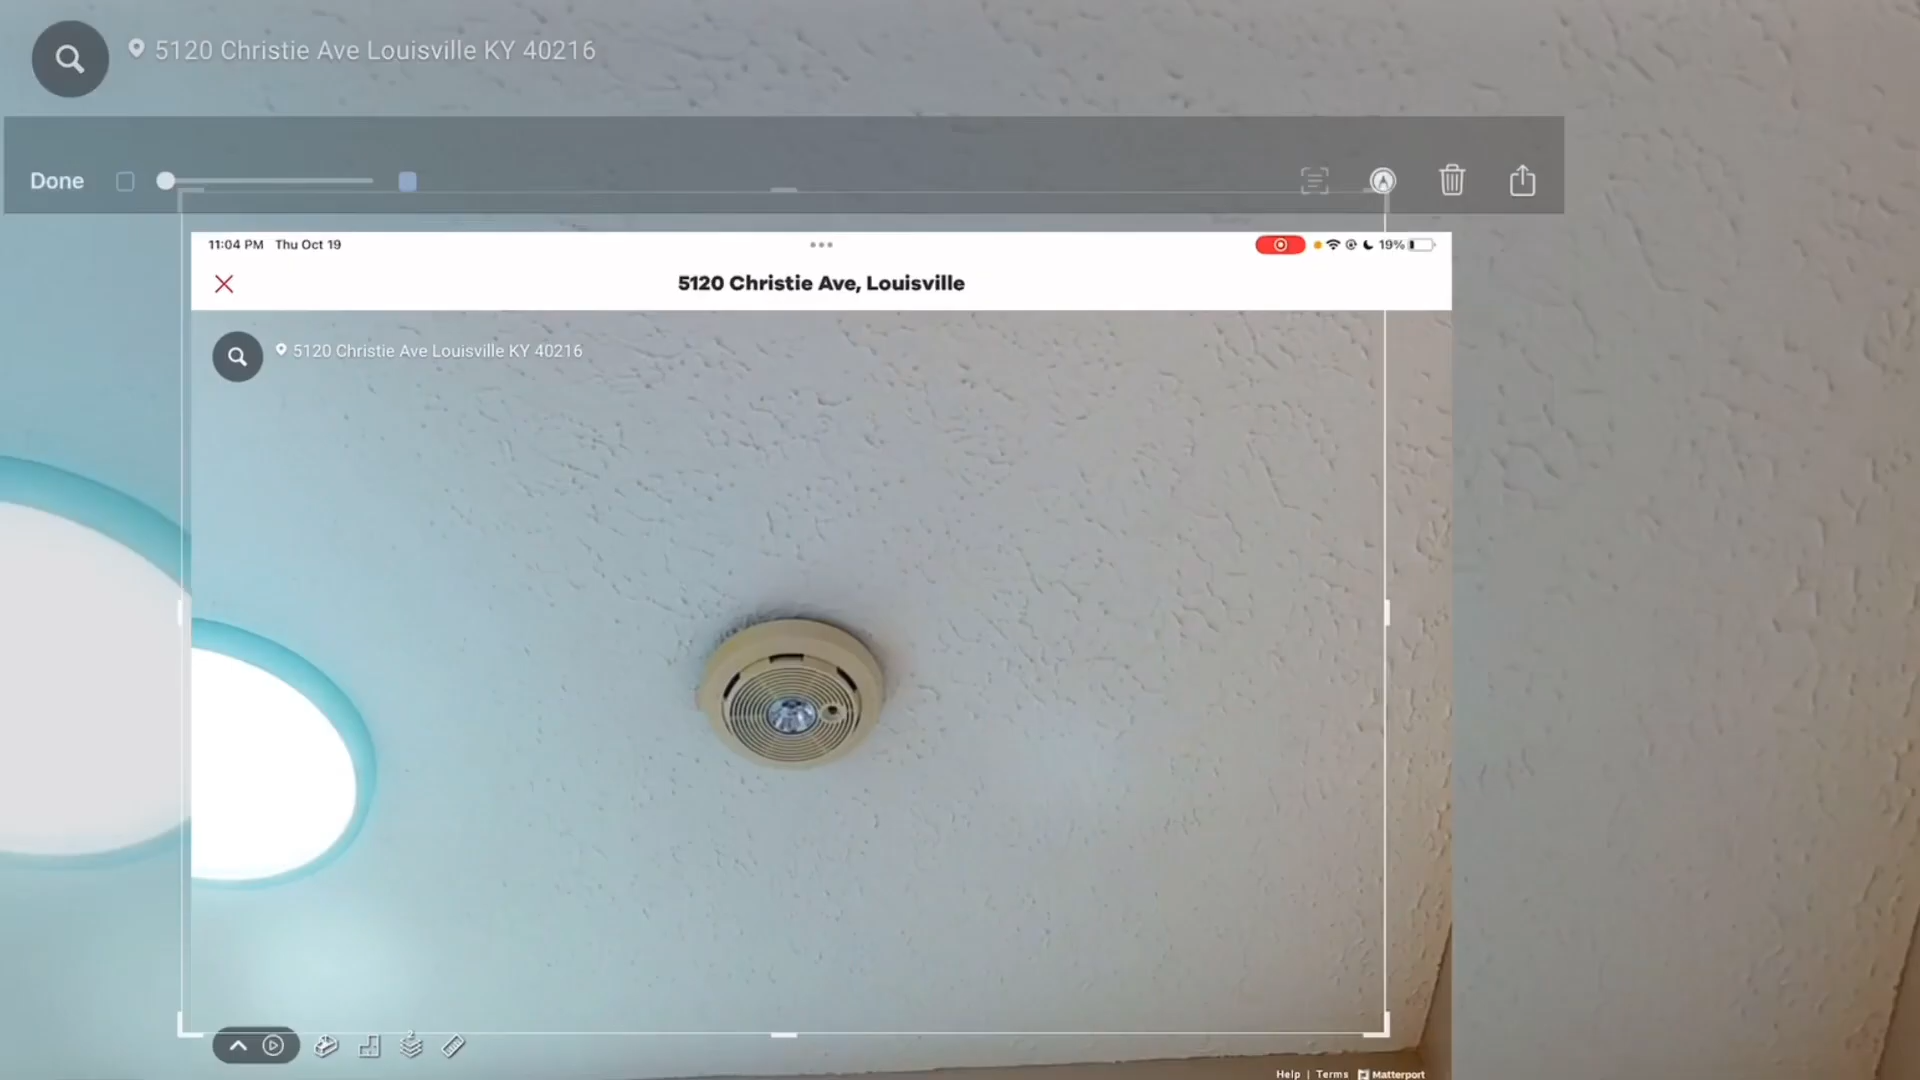 5120 Christie Ave Louisville KY 40216
Done
11:04 PM Thu Oct 19
19%
5120 Christie Ave, Louisville
5120 Christie Ave Louisville KY 40216
2
Help | Terms Matterport